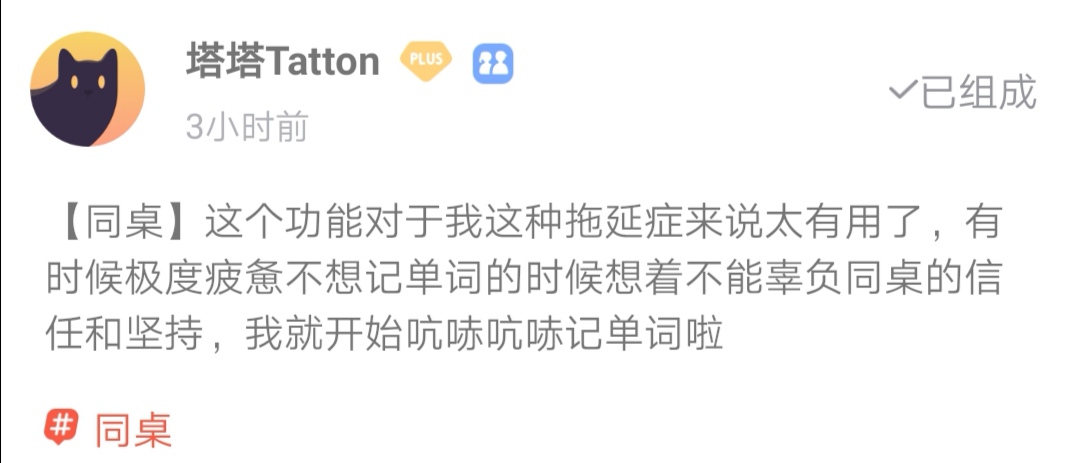 塔塔Tatton PLUS
3小时前
已组成
【同桌】这个功能对于我这种拖延症来说太有用了，有
时候极度疲惫不想记单词的时候想着不能辜负同桌的信
任和坚持，我就开始吭哧吭哧记单词啦
# 同桌